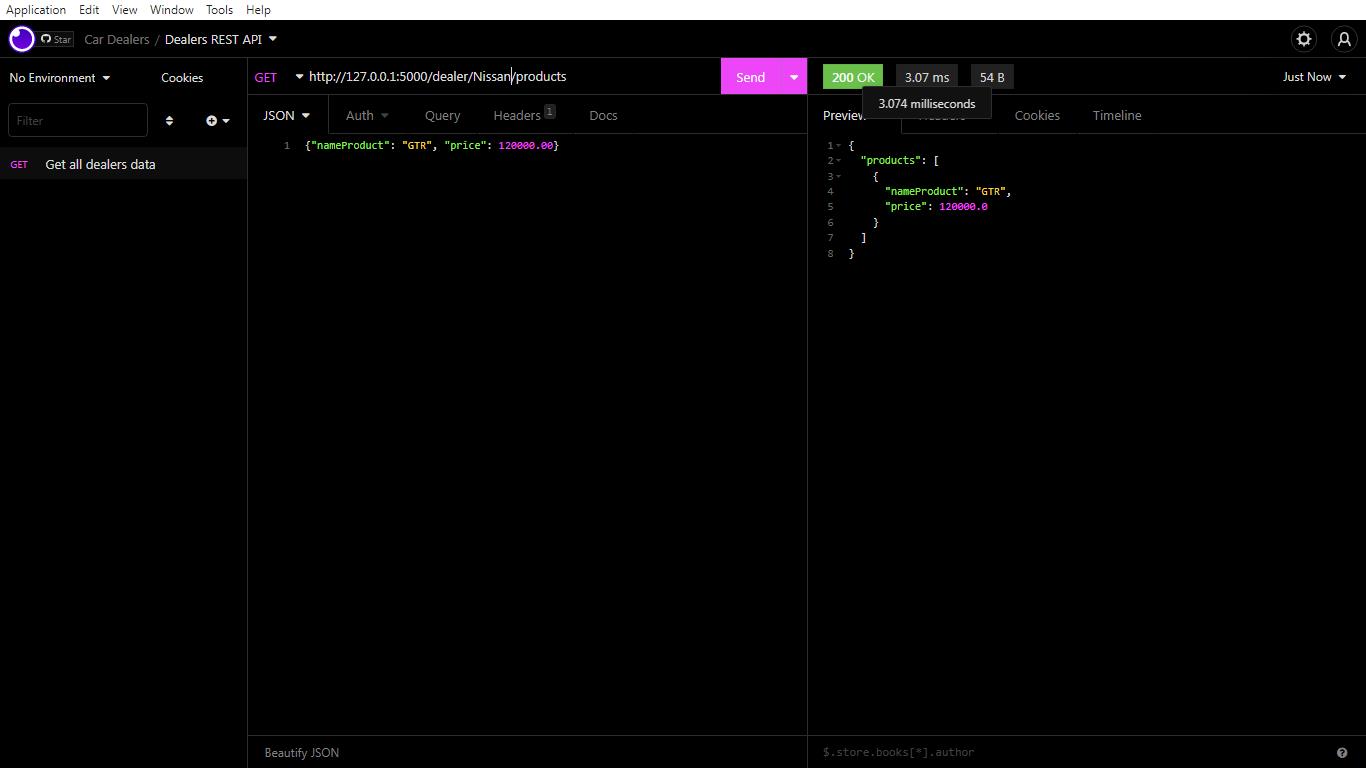 Application Edit View Window Tools Help
Star Car Dealers / Dealers REST API
No Environment Cookies
GET http://127.0.0.1:5000/dealer/Nissan/products Send
200 OK 3.07 ms 54 B Just Now
3.074 milliseconds
Filter
JSON Auth Query Headers 1 Docs
Preview Headers Cookies Timeline
GET Get all dealers data
1 {"nameProduct": "GTR", "price": 120000.00}
1 {
2 "products": [
3 {
4 "nameProduct": "GTR",
5 "price": 120000.0
6 }
7 ]
8 }
Beautify JSON
$.store.books[*].author